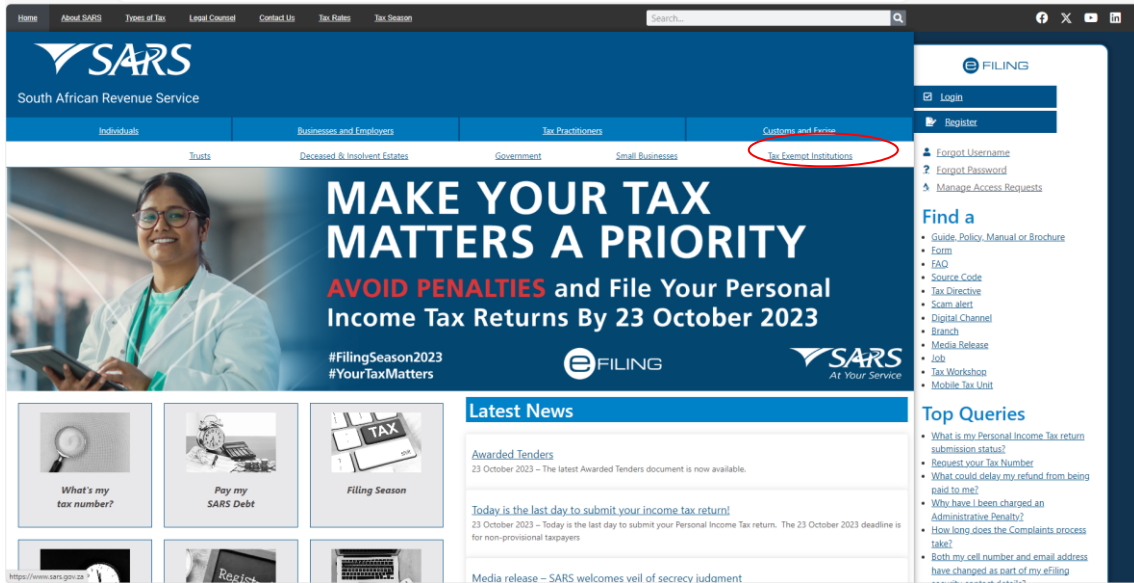 Home About SARS Types of Tax Legal Counsel Contact Us Tax Rates Tax Season Search...
SARS
South African Revenue Service
Individuals Businesses and Employers Tax Practitioners Customs and Excise
Trusts Deceased & Insolvent Estates Government Small Businesses Tax Exempt Institutions
MAKE YOUR TAX
MATTERS A PRIORITY
AVOID PENALTIES and File Your Personal
Income Tax Returns By 23 October 2023
#FilingSeason2023
#YourTaxMatters
eFILING
SARS
At Your Service
What's my
tax number?
Pay my
SARS Debt
TAX
Filing Season
Regist
https://www.sars.gov.za
Latest News
Awarded Tenders
23 October 2023 – The latest Awarded Tenders document is now available.
Today is the last day to submit your income tax return!
23 October 2023 – Today is the last day to submit your Personal Income Tax return. The 23 October 2023 deadline is
for non-provisional taxpayers
Media release – SARS welcomes veil of secrecy judgment
e FILING
Login
Register
Forgot Username
Forgot Password
Manage Access Requests
Find a
Guide, Policy, Manual or Brochure
Form
FAQ
Source Code
Tax Directive
Scam alert
Digital Channel
Branch
Media Release
Job
Tax Workshop
Mobile Tax Unit
Top Queries
What is my Personal Income Tax return
submission status?
Request your Tax Number
What could delay my refund from being
paid to me?
Why have I been charged an
Administrative Penalty?
How long does the Complaints process
take?
Both my cell number and email address
have changed as part of my eFiling
security contact details?